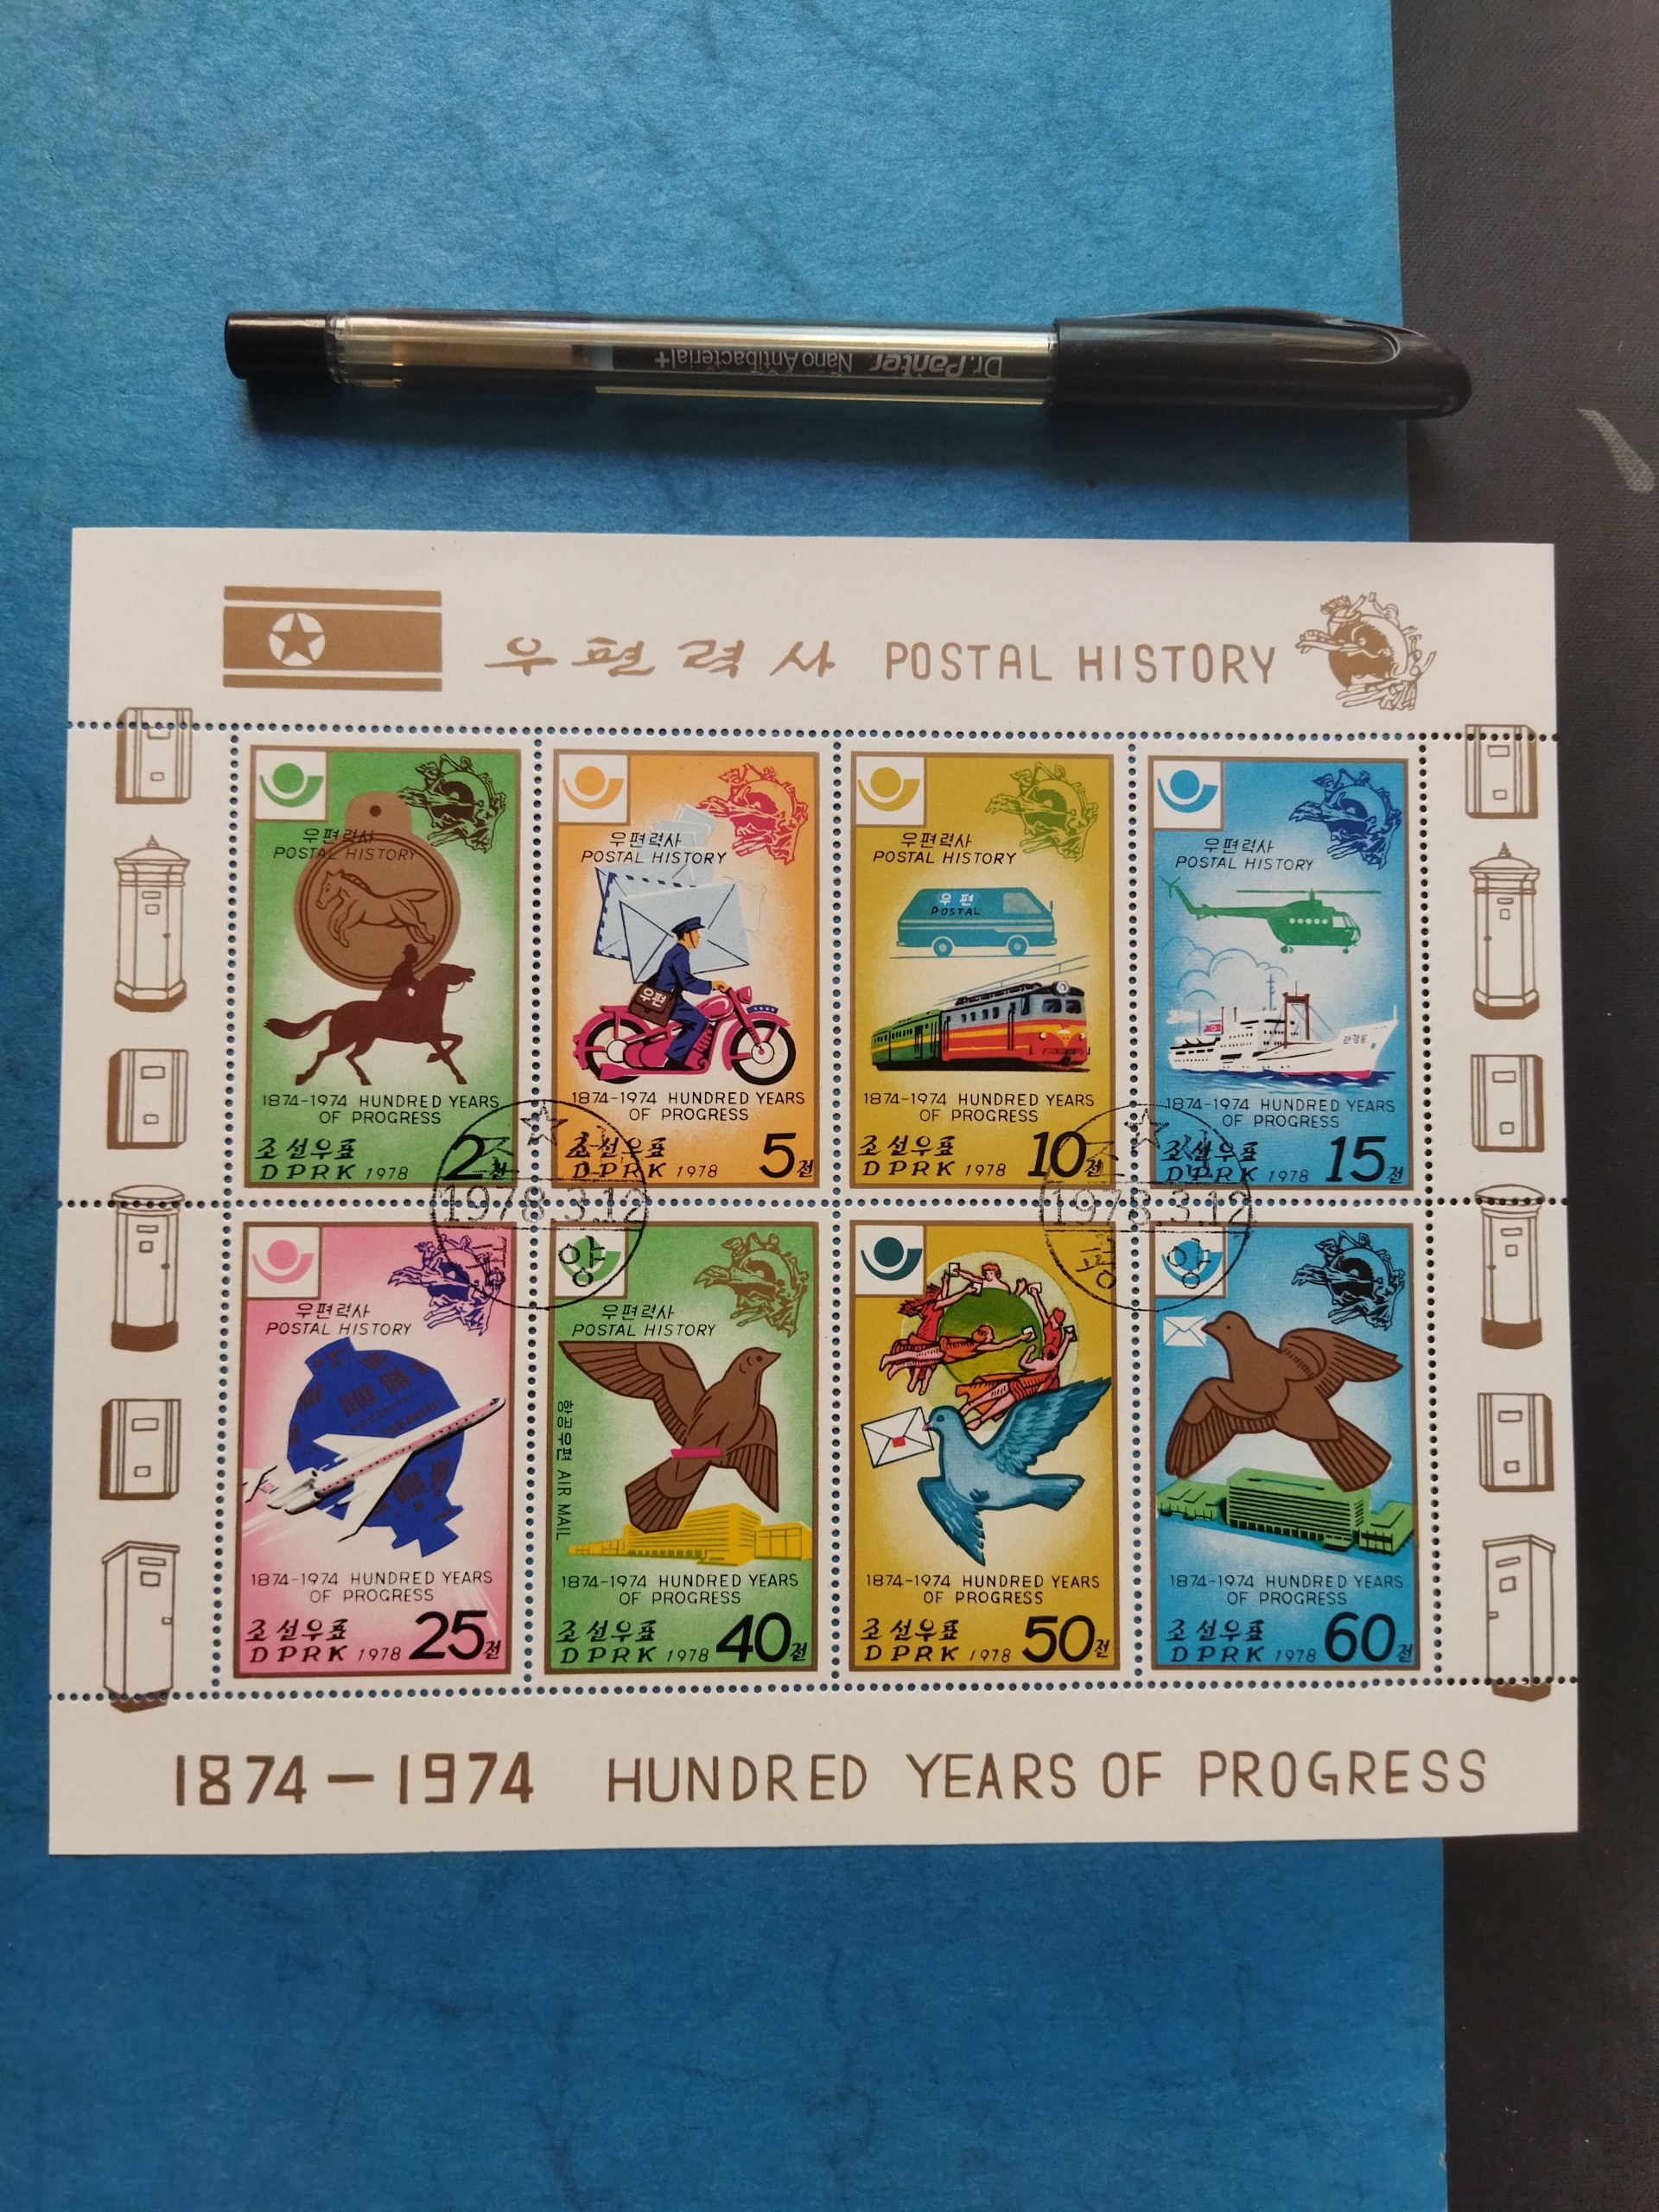 Dr.Panter Nano Antibacterial+
우편력사 POSTAL HISTORY
우편력사
POSTAL HISTORY
1874-1974 HUNDRED YEARS
OF PROGRESS
조선우표
DPRK 1978 2전
우편력사
POSTAL HISTORY
우편
1874-1974 HUNDRED YEARS
OF PROGRESS
조선우표
DPRK 1978 5전
우편력사
POSTAL HISTORY
우편
POSTAL
1874-1974 HUNDRED YEARS
OF PROGRESS
조선우표
DPRK 1978 10전
우편력사
POSTAL HISTORY
1874-1974 HUNDRED YEARS
OF PROGRESS
조선우표
DPRK 1978 15전
조선
1978.3.12
평양
조선
1978.3.12
평양
우편력사
POSTAL HISTORY
1874-1974 HUNDRED YEARS
OF PROGRESS
조선우표
DPRK 1978 25전
우편력사
POSTAL HISTORY
항공우편 AIR MAIL
1874-1974 HUNDRED YEARS
OF PROGRESS
조선우표
DPRK 1978 40전
1874-1974 HUNDRED YEARS
OF PROGRESS
조선우표
DPRK 1978 50전
1874-1974 HUNDRED YEARS
OF PROGRESS
조선우표
DPRK 1978 60전
1874-1974 HUNDRED YEARS OF PROGRESS